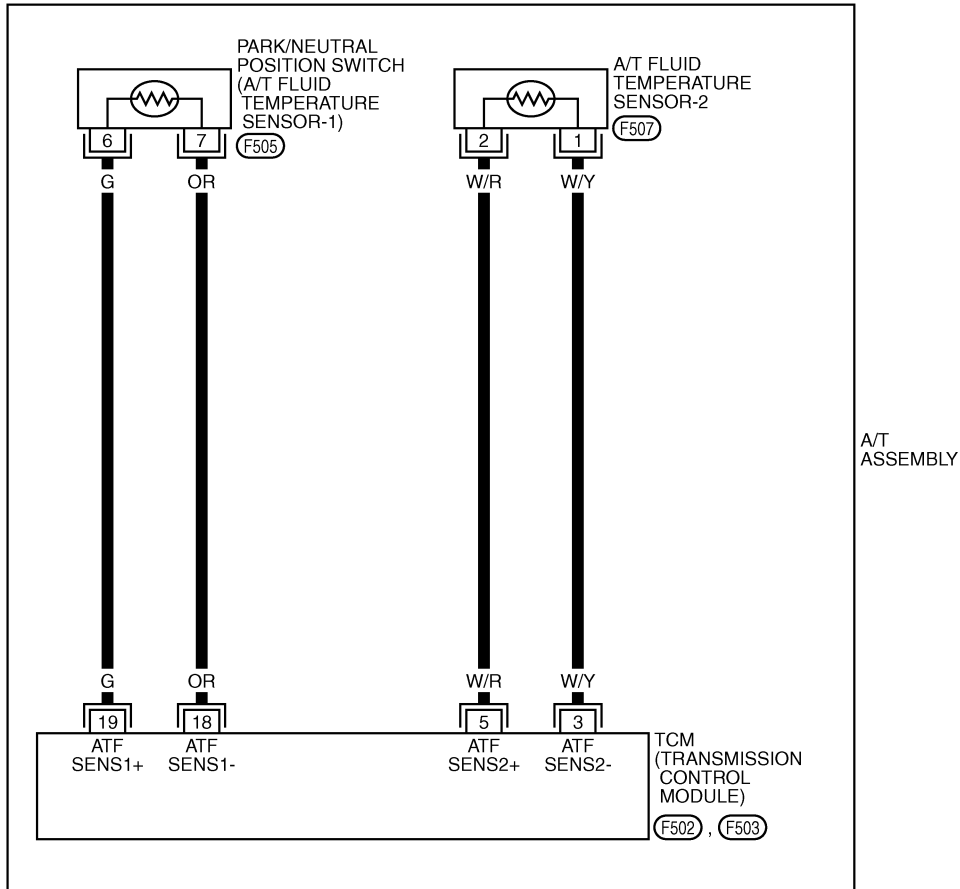 PARK/NEUTRAL
POSITION SWITCH
(A/T FLUID
TEMPERATURE
SENSOR-1)
F505
A/T FLUID
TEMPERATURE
SENSOR-2
F507
6 7 2 1
G OR W/R W/Y
A/T
ASSEMBLY
G OR W/R W/Y
19 18 5 3
ATF ATF ATF ATF
SENS1+ SENS1- SENS2+ SENS2-
TCM
(TRANSMISSION
CONTROL
MODULE)
F502 , F503